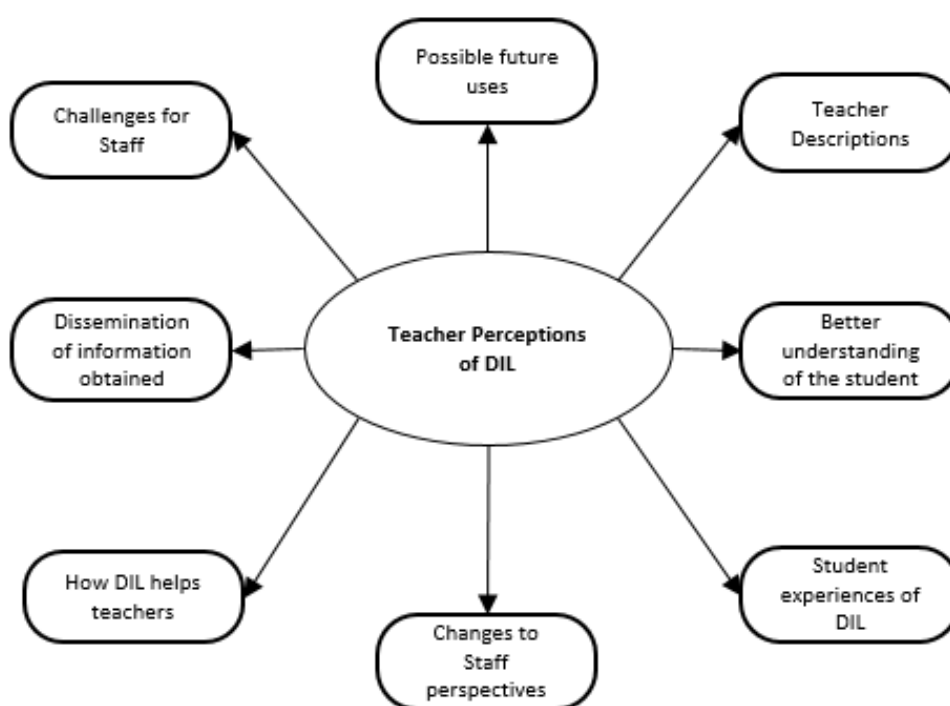 Possible future
uses
Challenges for
Staff
Teacher
Descriptions
Dissemination
of information
obtained
Teacher Perceptions
of DIL
Better
understanding
of the student
How DIL helps
teachers
Changes to
Staff
perspectives
Student
experiences of
DIL